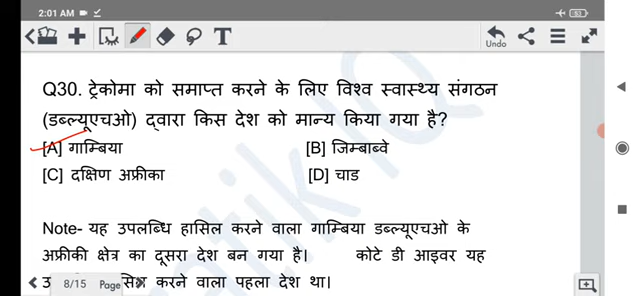 2:01 AM
53
Undo
Q30. ट्रेकोमा को समाप्त करने के लिए विश्व स्वास्थ्य संगठन
(डब्ल्यूएचओ) द्वारा किस देश को मान्य किया गया है?
[A] गाम्बिया [B] जिम्बाब्वे
[C] दक्षिण अफ्रीका [D] चाड
Note- यह उपलब्धि हासिल करने वाला गाम्बिया डब्ल्यूएचओ के
अफ्रीकी क्षेत्र का दूसरा देश बन गया है। कोटे डी आइवर यह
करने वाला पहला देश था।
8/15 Page